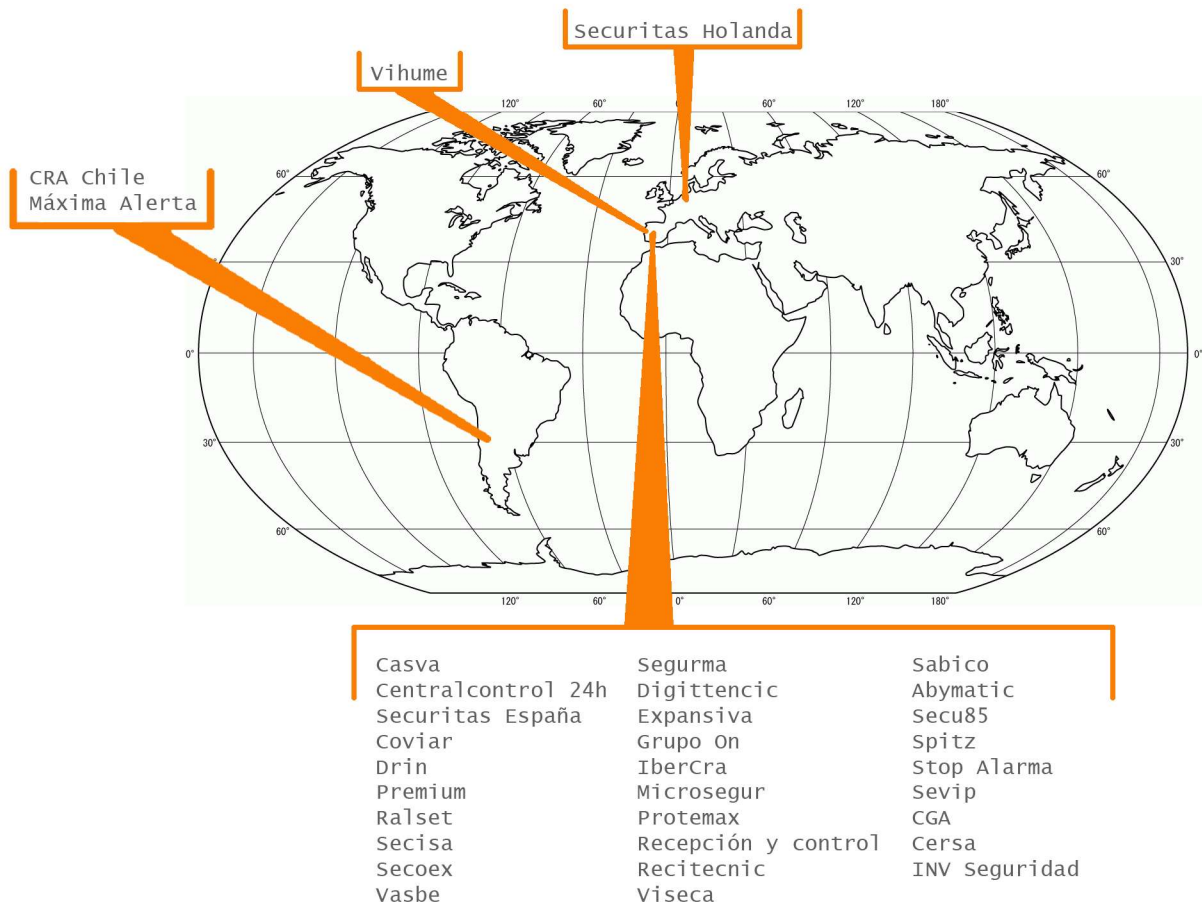 Securitas Holanda
Vihume
CRA Chile
Máxima Alerta
120° 60° 0° 60° 120° 180°
60° 60°
30° 30°
0° 0°
30° 30°
60° 60°
120° 60° 0° 60° 120° 180°
Casva
Centralcontrol 24h
Securitas España
Coviar
Drin
Premium
Ralset
Secisa
Secoex
Vasbe
Segurma
Digittencic
Expansiva
Grupo On
IberCra
Microsegur
Protemax
Recepción y control
Recitecnic
Viseca
Sabico
Abymatic
Secu85
Spitz
Stop Alarma
Sevip
CGA
Cersa
INV Seguridad